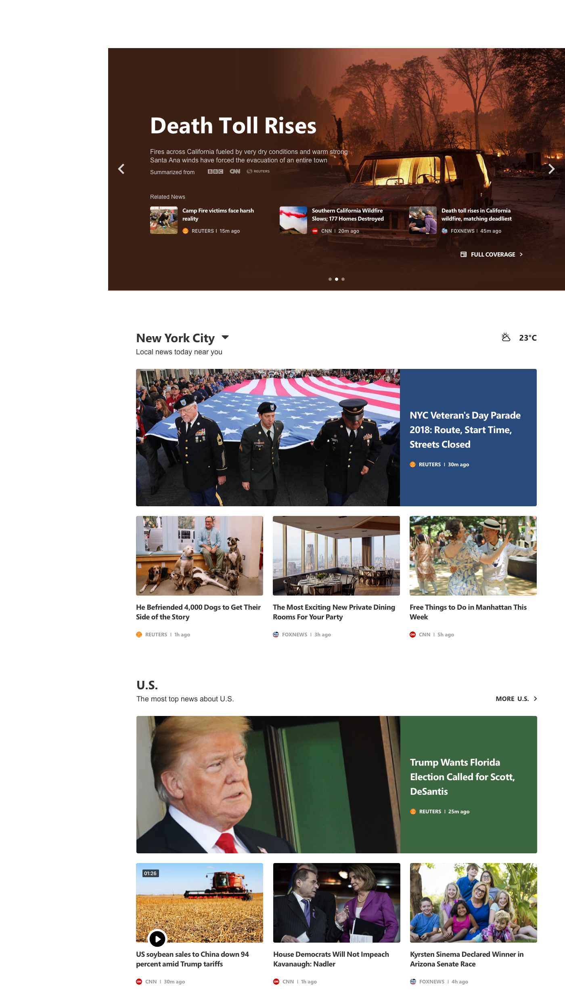 Death Toll Rises
Fires across California fueled by very dry conditions and warm strong
Santa Ana winds have forced the evacuation of an entire town
Summarized from BBC CNN REUTERS
Related News
Camp Fire victims face harsh
reality
REUTERS | 15m ago
Southern California Wildfire
Slows; 177 Homes Destroyed
CNN | 20m ago
Death toll rises in California
wildfire, matching deadliest
FOXNEWS | 45m ago
FULL COVERAGE
New York City
23°C
Local news today near you
NYC Veteran's Day Parade
2018: Route, Start Time,
Streets Closed
REUTERS | 30m ago
He Befriended 4,000 Dogs to Get Their
Side of the Story
REUTERS | 1h ago
The Most Exciting New Private Dining
Rooms For Your Party
FOXNEWS | 3h ago
Free Things to Do in Manhattan This
Week
CNN | 5h ago
U.S.
The most top news about U.S.
MORE U.S.
Trump Wants Florida
Election Called for Scott,
DeSantis
REUTERS | 25m ago
01:26
US soybean sales to China down 94
percent amid Trump tariffs
CNN | 30m ago
House Democrats Will Not Impeach
Kavanaugh: Nadler
CNN | 1h ago
Kyrsten Sinema Declared Winner in
Arizona Senate Race
FOXNEWS | 4h ago